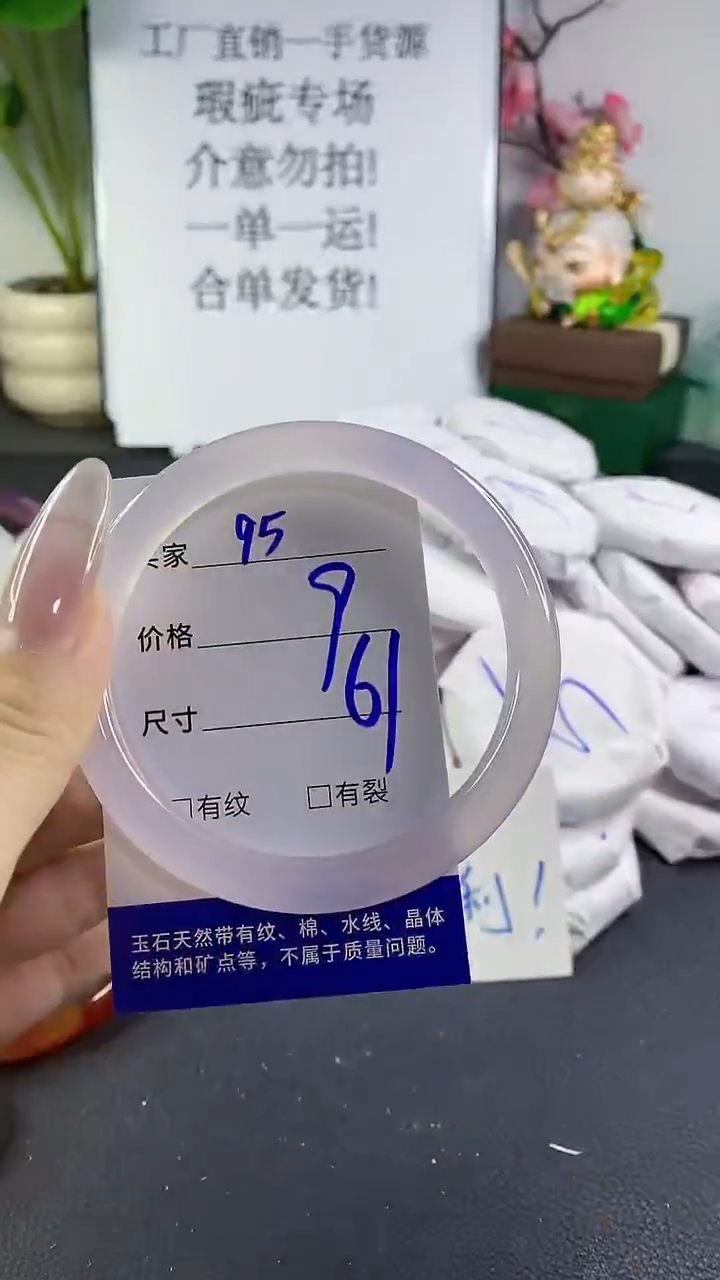 工厂直销一手货源
瑕疵专场
介意勿拍!
一单一运!
合单发货!
家 95
价格 9
尺寸 61
有纹 □有裂
利!
玉石天然带有纹、棉、水线、晶体
结构和矿点等，不属于质量问题。